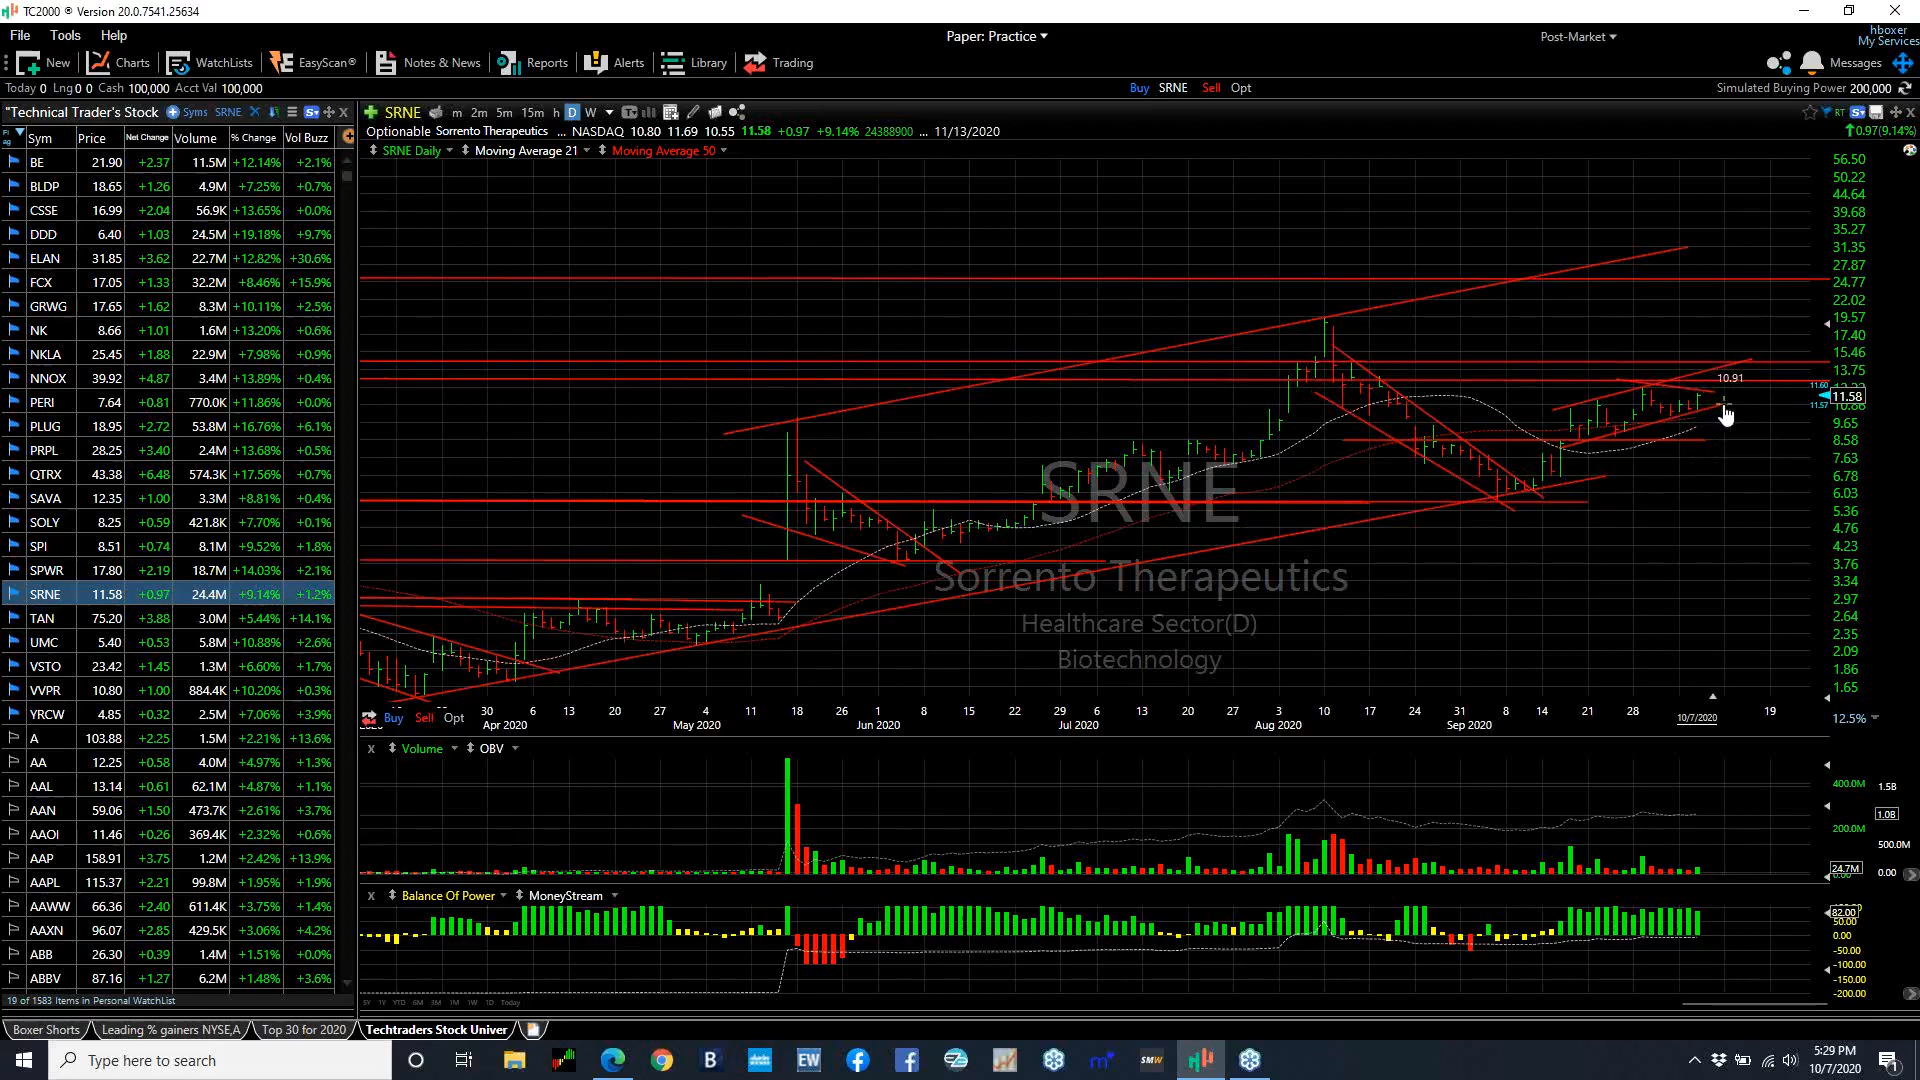 TC2000 ® Version 20.0.7541.25634
File Tools Help Paper: Practice Post-Market hboxer
My Services
New Charts WatchLists EasyScan® Notes & News Reports Alerts Library Trading Messages
Today 0 Lng 0 0 Cash 100,000 Acct Val 100,000 Buy SRNE Sell Opt Simulated Buying Power 200,000
"Technical Trader's Stock Syms SRNE SRNE m 2m 5m 15m h D W RT
Optionable Sorrento Therapeutics ... NASDAQ 10.80 11.69 10.55 11.58 +0.97 +9.14% 24388900 ... 11/13/2020 0.97(9.14%)
SRNE Daily Moving Average 21 Moving Average 50
Sym Price Net Change Volume % Change Vol Buzz
BE 21.90 +2.37 11.5M +12.14% +2.1%
BLDP 18.65 +1.26 4.9M +7.25% +0.7%
CSSE 16.99 +2.04 56.9K +13.65% +0.0%
DDD 6.40 +1.03 24.5M +19.18% +9.7%
ELAN 31.85 +3.62 22.7M +12.82% +30.6%
FCX 17.05 +1.33 32.2M +8.46% +15.9%
GRWG 17.65 +1.62 8.3M +10.11% +2.5%
NK 8.66 +1.01 1.6M +13.20% +0.6%
NKLA 25.45 +1.88 22.9M +7.98% +0.9%
NNOX 39.92 +4.87 3.4M +13.89% +0.4%
PERI 7.64 +0.81 770.0K +11.86% +0.0%
PLUG 18.95 +2.72 53.8M +16.76% +6.1%
PRPL 28.25 +3.40 2.4M +13.68% +0.5%
QTRX 43.38 +6.48 574.3K +17.56% +0.7%
SAVA 12.35 +1.00 3.3M +8.81% +0.4%
SOLY 8.25 +0.59 421.8K +7.70% +0.1%
SPI 8.51 +0.74 8.1M +9.52% +1.8%
SPWR 17.80 +2.19 18.7M +14.03% +2.1%
SRNE 11.58 +0.97 24.4M +9.14% +1.2%
TAN 75.20 +3.88 3.0M +5.44% +14.1%
UMC 5.40 +0.53 5.8M +10.88% +2.6%
VSTO 23.42 +1.45 1.3M +6.60% +1.7%
VVPR 10.80 +1.00 884.4K +10.20% +0.3%
YRCW 4.85 +0.32 2.5M +7.06% +3.9%
A 103.88 +2.25 1.5M +2.21% +13.6%
AA 12.25 +0.58 4.0M +4.97% +1.3%
AAL 13.14 +0.61 62.1M +4.87% +1.1%
AAN 59.06 +1.50 473.7K +2.61% +3.7%
AAOI 11.46 +0.26 369.4K +2.32% +0.6%
AAP 158.91 +3.75 1.2M +2.42% +13.9%
AAPL 115.37 +2.21 99.8M +1.95% +1.9%
AAWW 66.36 +2.40 611.4K +3.75% +1.4%
AAXN 96.07 +2.85 429.5K +3.06% +4.2%
ABB 26.30 +0.39 1.4M +1.51% +0.0%
ABBV 87.16 +1.27 6.2M +1.48% +3.6%
19 of 1583 Items in Personal WatchList
56.50
50.22
44.64
39.68
35.27
31.35
27.87
24.77
22.02
19.57
17.40
15.46
13.75
10.91
11.60
11.58
11.57
9.65
8.58
7.63
6.78
6.03
5.36
4.76
4.23
3.76
3.34
2.97
2.64
2.35
2.09
1.86
1.65
SRNE
Sorrento Therapeutics
Healthcare Sector(D)
Biotechnology
Buy Sell Opt
6 13 20 27 4 11 18 26 8 15 22 29 6 13 20 27 3 10 17 24 31 8 14 21 28 19
Apr 2020 May 2020 Jun 2020 Jul 2020 Aug 2020 Sep 2020 10/7/2020 12.5%
X Volume OBV
400.0M 1.5B
1.0B
200.0M
500.0M
24.7M 0.00
X Balance Of Power MoneyStream
82.00
50.00
0.00
-50.00
-100.00
-150.00
-200.00
5Y 1Y YTD 6M 3M 1M 1W 1D Today
Boxer Shorts Leading % gainers NYSE,A Top 30 for 2020 Techtraders Stock Univer
Type here to search B EW SMW 5:29 PM
10/7/2020 1